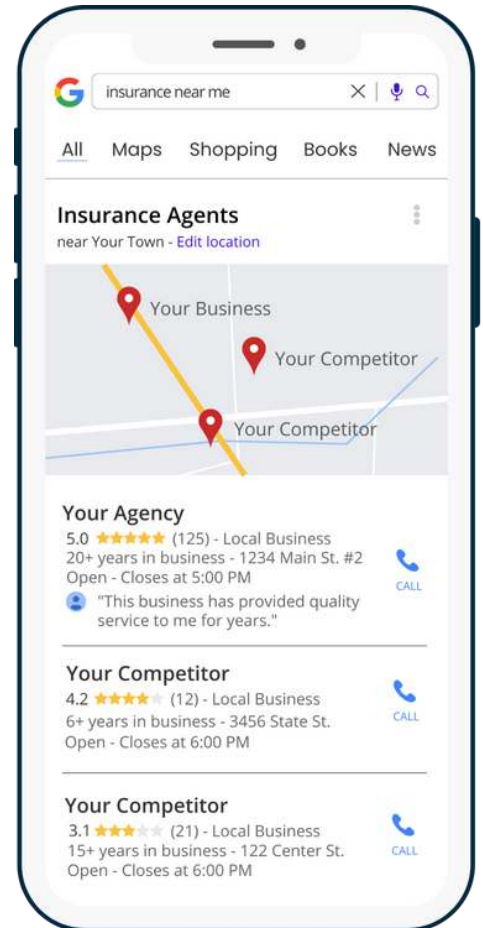 insurance near me
All Maps Shopping Books News
Insurance Agents
near Your Town - Edit location
Your Business
Your Competitor
Your Competitor
Your Agency
5.0 (125) - Local Business
20+ years in business - 1234 Main St. #2
Open - Closes at 5:00 PM
CALL
"This business has provided quality
service to me for years."
Your Competitor
4.2 (12) - Local Business
6+ years in business - 3456 State St.
Open - Closes at 6:00 PM
CALL
Your Competitor
3.1 (21) - Local Business
15+ years in business - 122 Center St.
Open - Closes at 6:00 PM
CALL